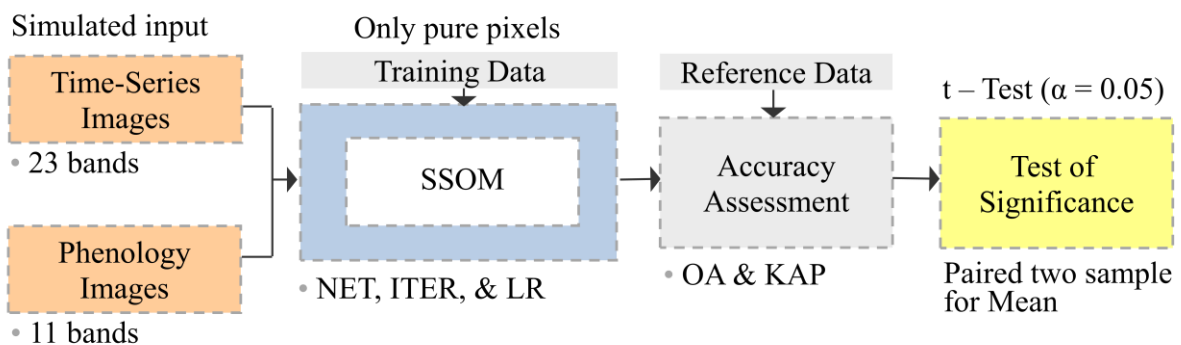 Simulated input
Time-Series
Images
• 23 bands
Phenology
Images
• 11 bands
Only pure pixels
Training Data
SSOM
• NET, ITER, & LR
Reference Data
Accuracy
Assessment
• OA & KAP
t – Test (α = 0.05)
Test of
Significance
Paired two sample
for Mean